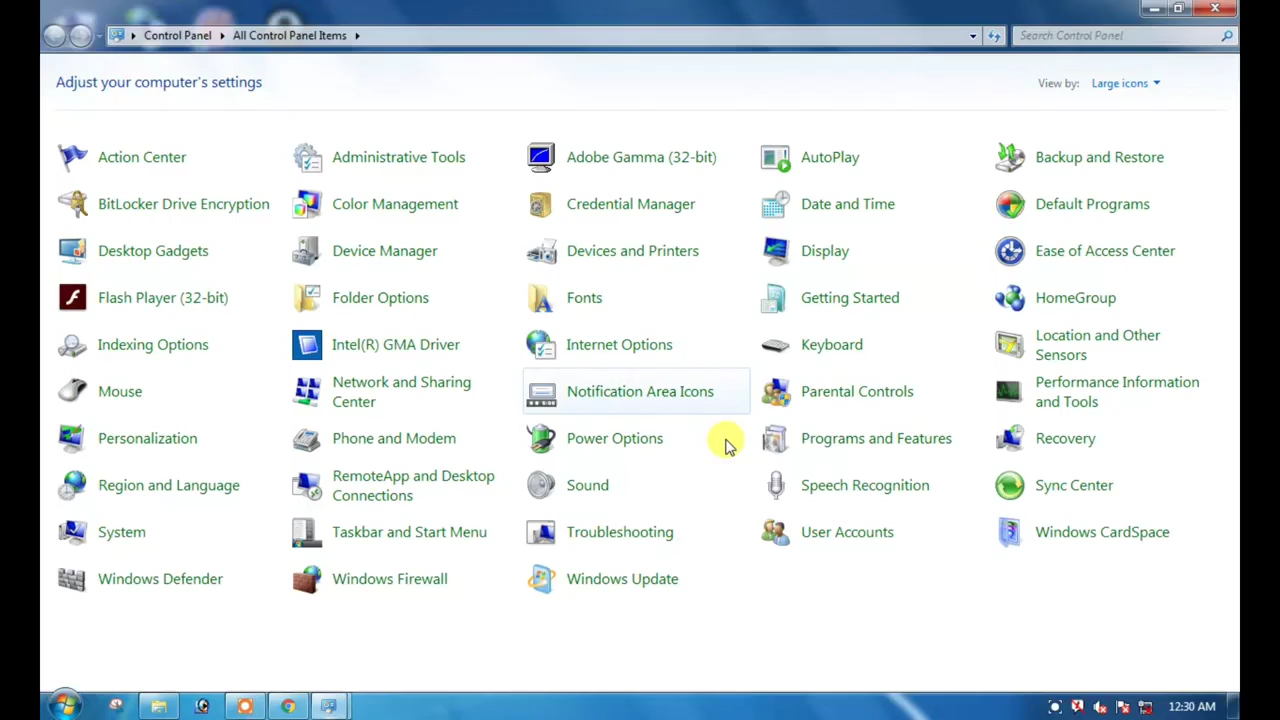 Control Panel All Control Panel Items
Search Control Panel
Adjust your computer's settings
View by: Large icons
Action Center
Administrative Tools
Adobe Gamma (32-bit)
AutoPlay
Backup and Restore
BitLocker Drive Encryption
Color Management
Credential Manager
Date and Time
Default Programs
Desktop Gadgets
Device Manager
Devices and Printers
Display
Ease of Access Center
Flash Player (32-bit)
Folder Options
Fonts
Getting Started
HomeGroup
Indexing Options
Intel(R) GMA Driver
Internet Options
Keyboard
Location and Other
Sensors
Mouse
Network and Sharing
Center
Notification Area Icons
Parental Controls
Performance Information
and Tools
Personalization
Phone and Modem
Power Options
Programs and Features
Recovery
Region and Language
RemoteApp and Desktop
Connections
Sound
Speech Recognition
Sync Center
System
Taskbar and Start Menu
Troubleshooting
User Accounts
Windows CardSpace
Windows Defender
Windows Firewall
Windows Update
12:30 AM